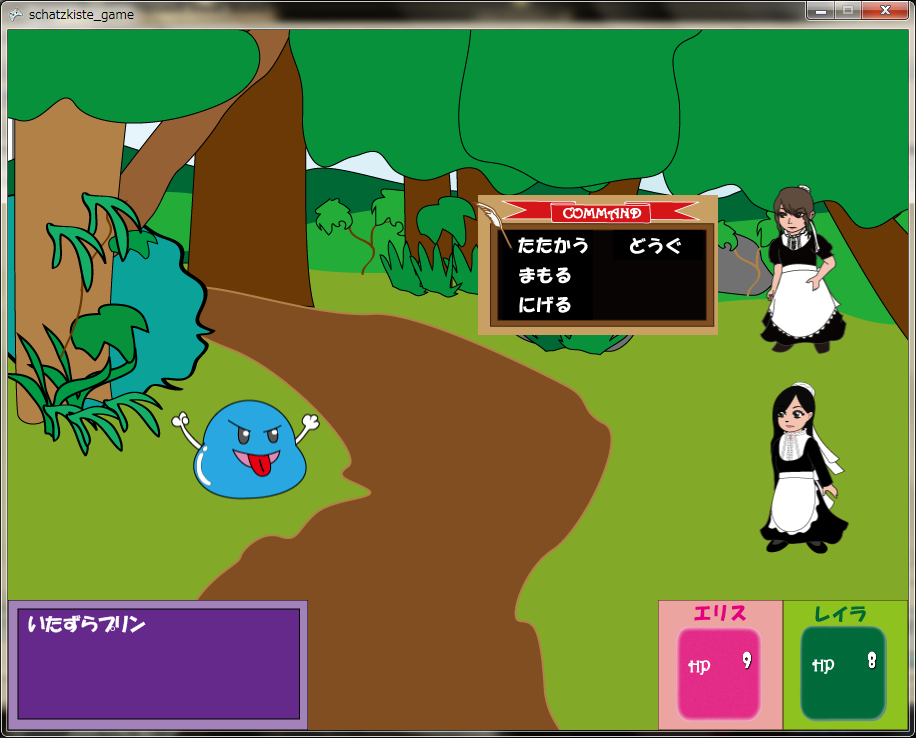 schatzkiste_game
COMMAND
たたかう どうぐ
まもる
にげる
いたずらプリン
エリス レイラ
HP 9 HP 8